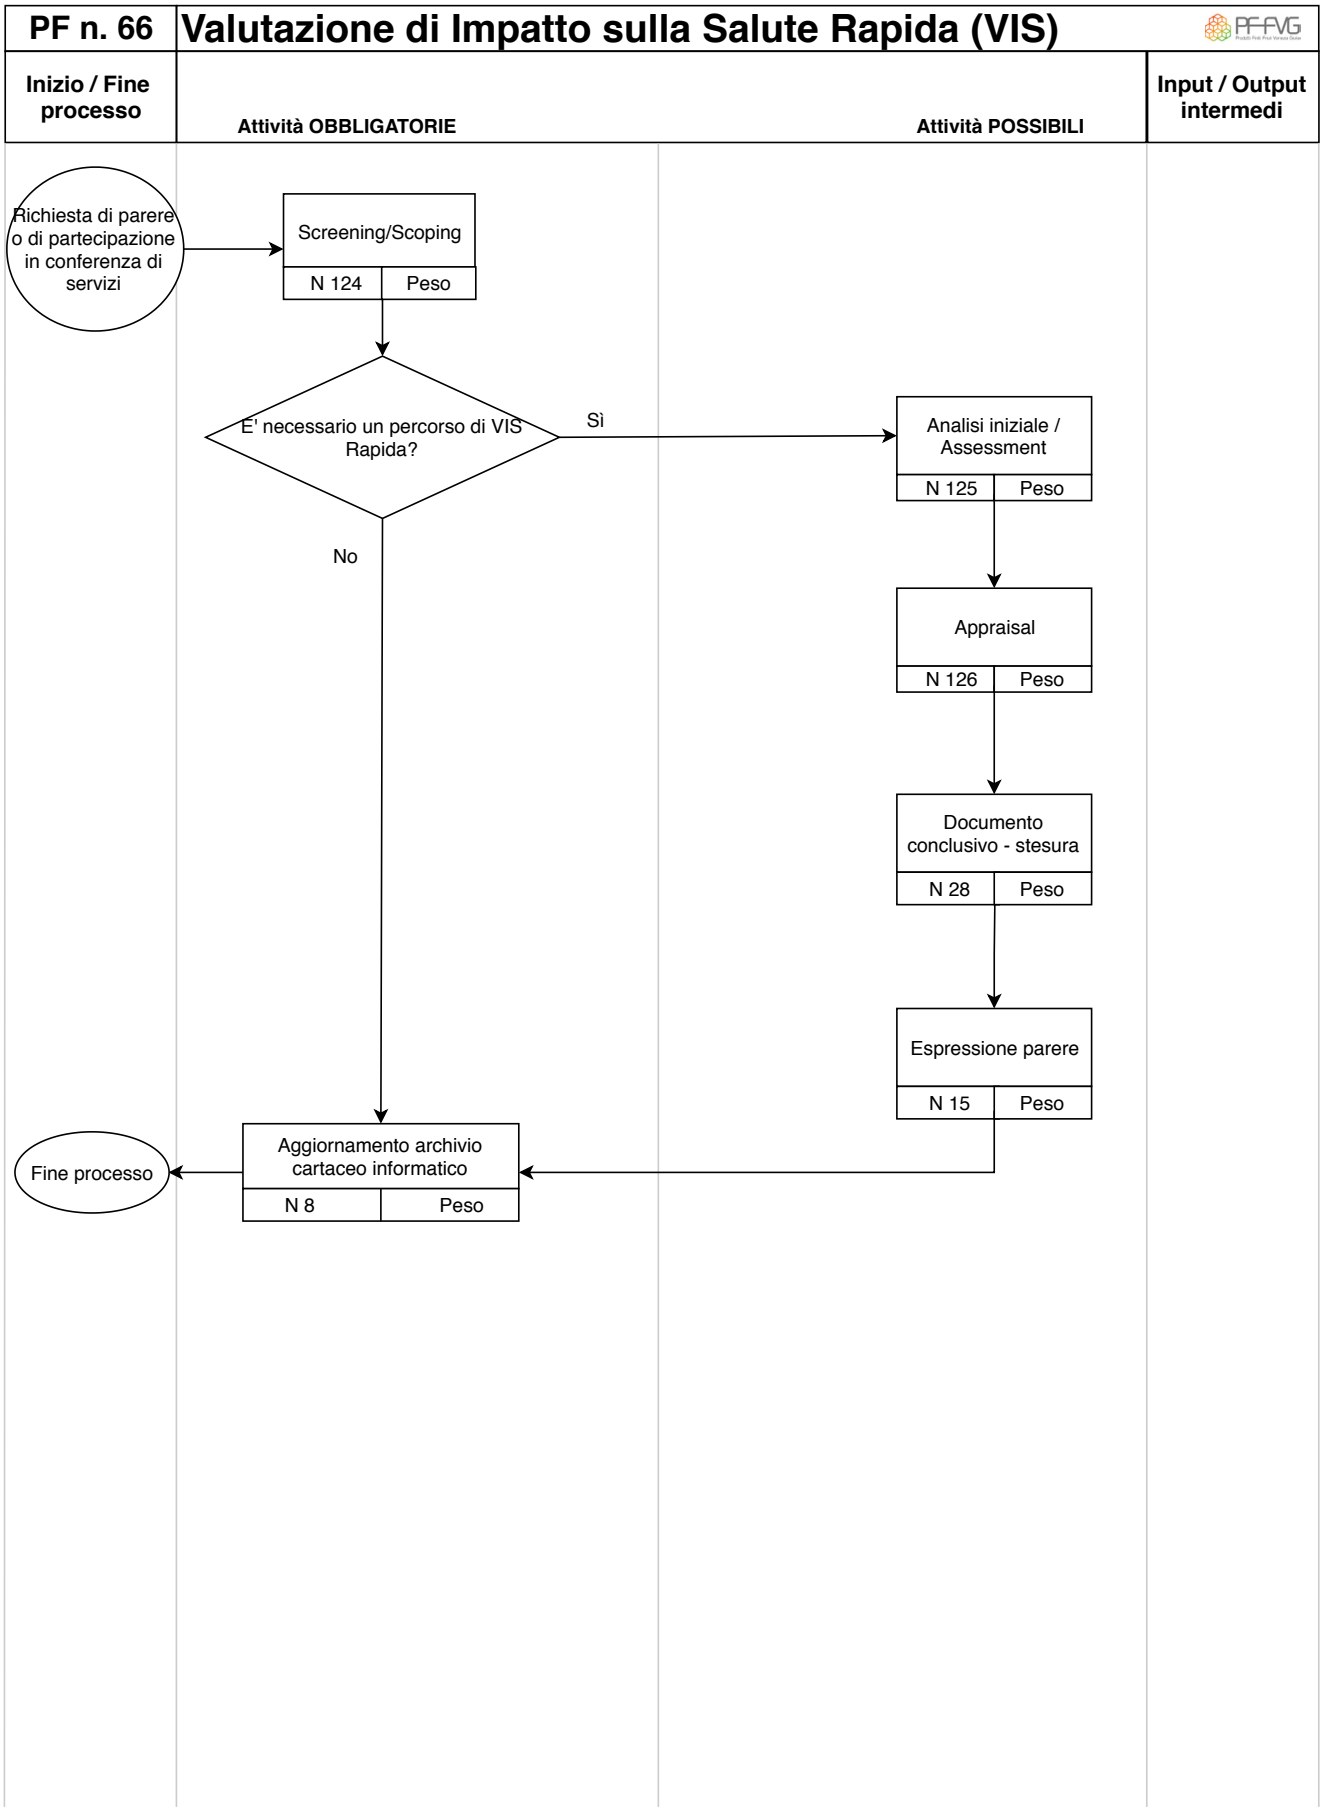 PF n. 66
Valutazione di Impatto sulla Salute Rapida (VIS)
PF-FVG
Inizio / Fine
processo
Attività OBBLIGATORIE
Attività POSSIBILI
Input / Output
intermedi
Richiesta di parere
o di partecipazione
in conferenza di
servizi
Screening/Scoping
N 124
Peso
E' necessario un percorso di VIS
Rapida?
Sì
No
Analisi iniziale /
Assessment
N 125
Peso
Appraisal
N 126
Peso
Documento
conclusivo - stesura
N 28
Peso
Espressione parere
N 15
Peso
Aggiornamento archivio
cartaceo informatico
N 8
Peso
Fine processo